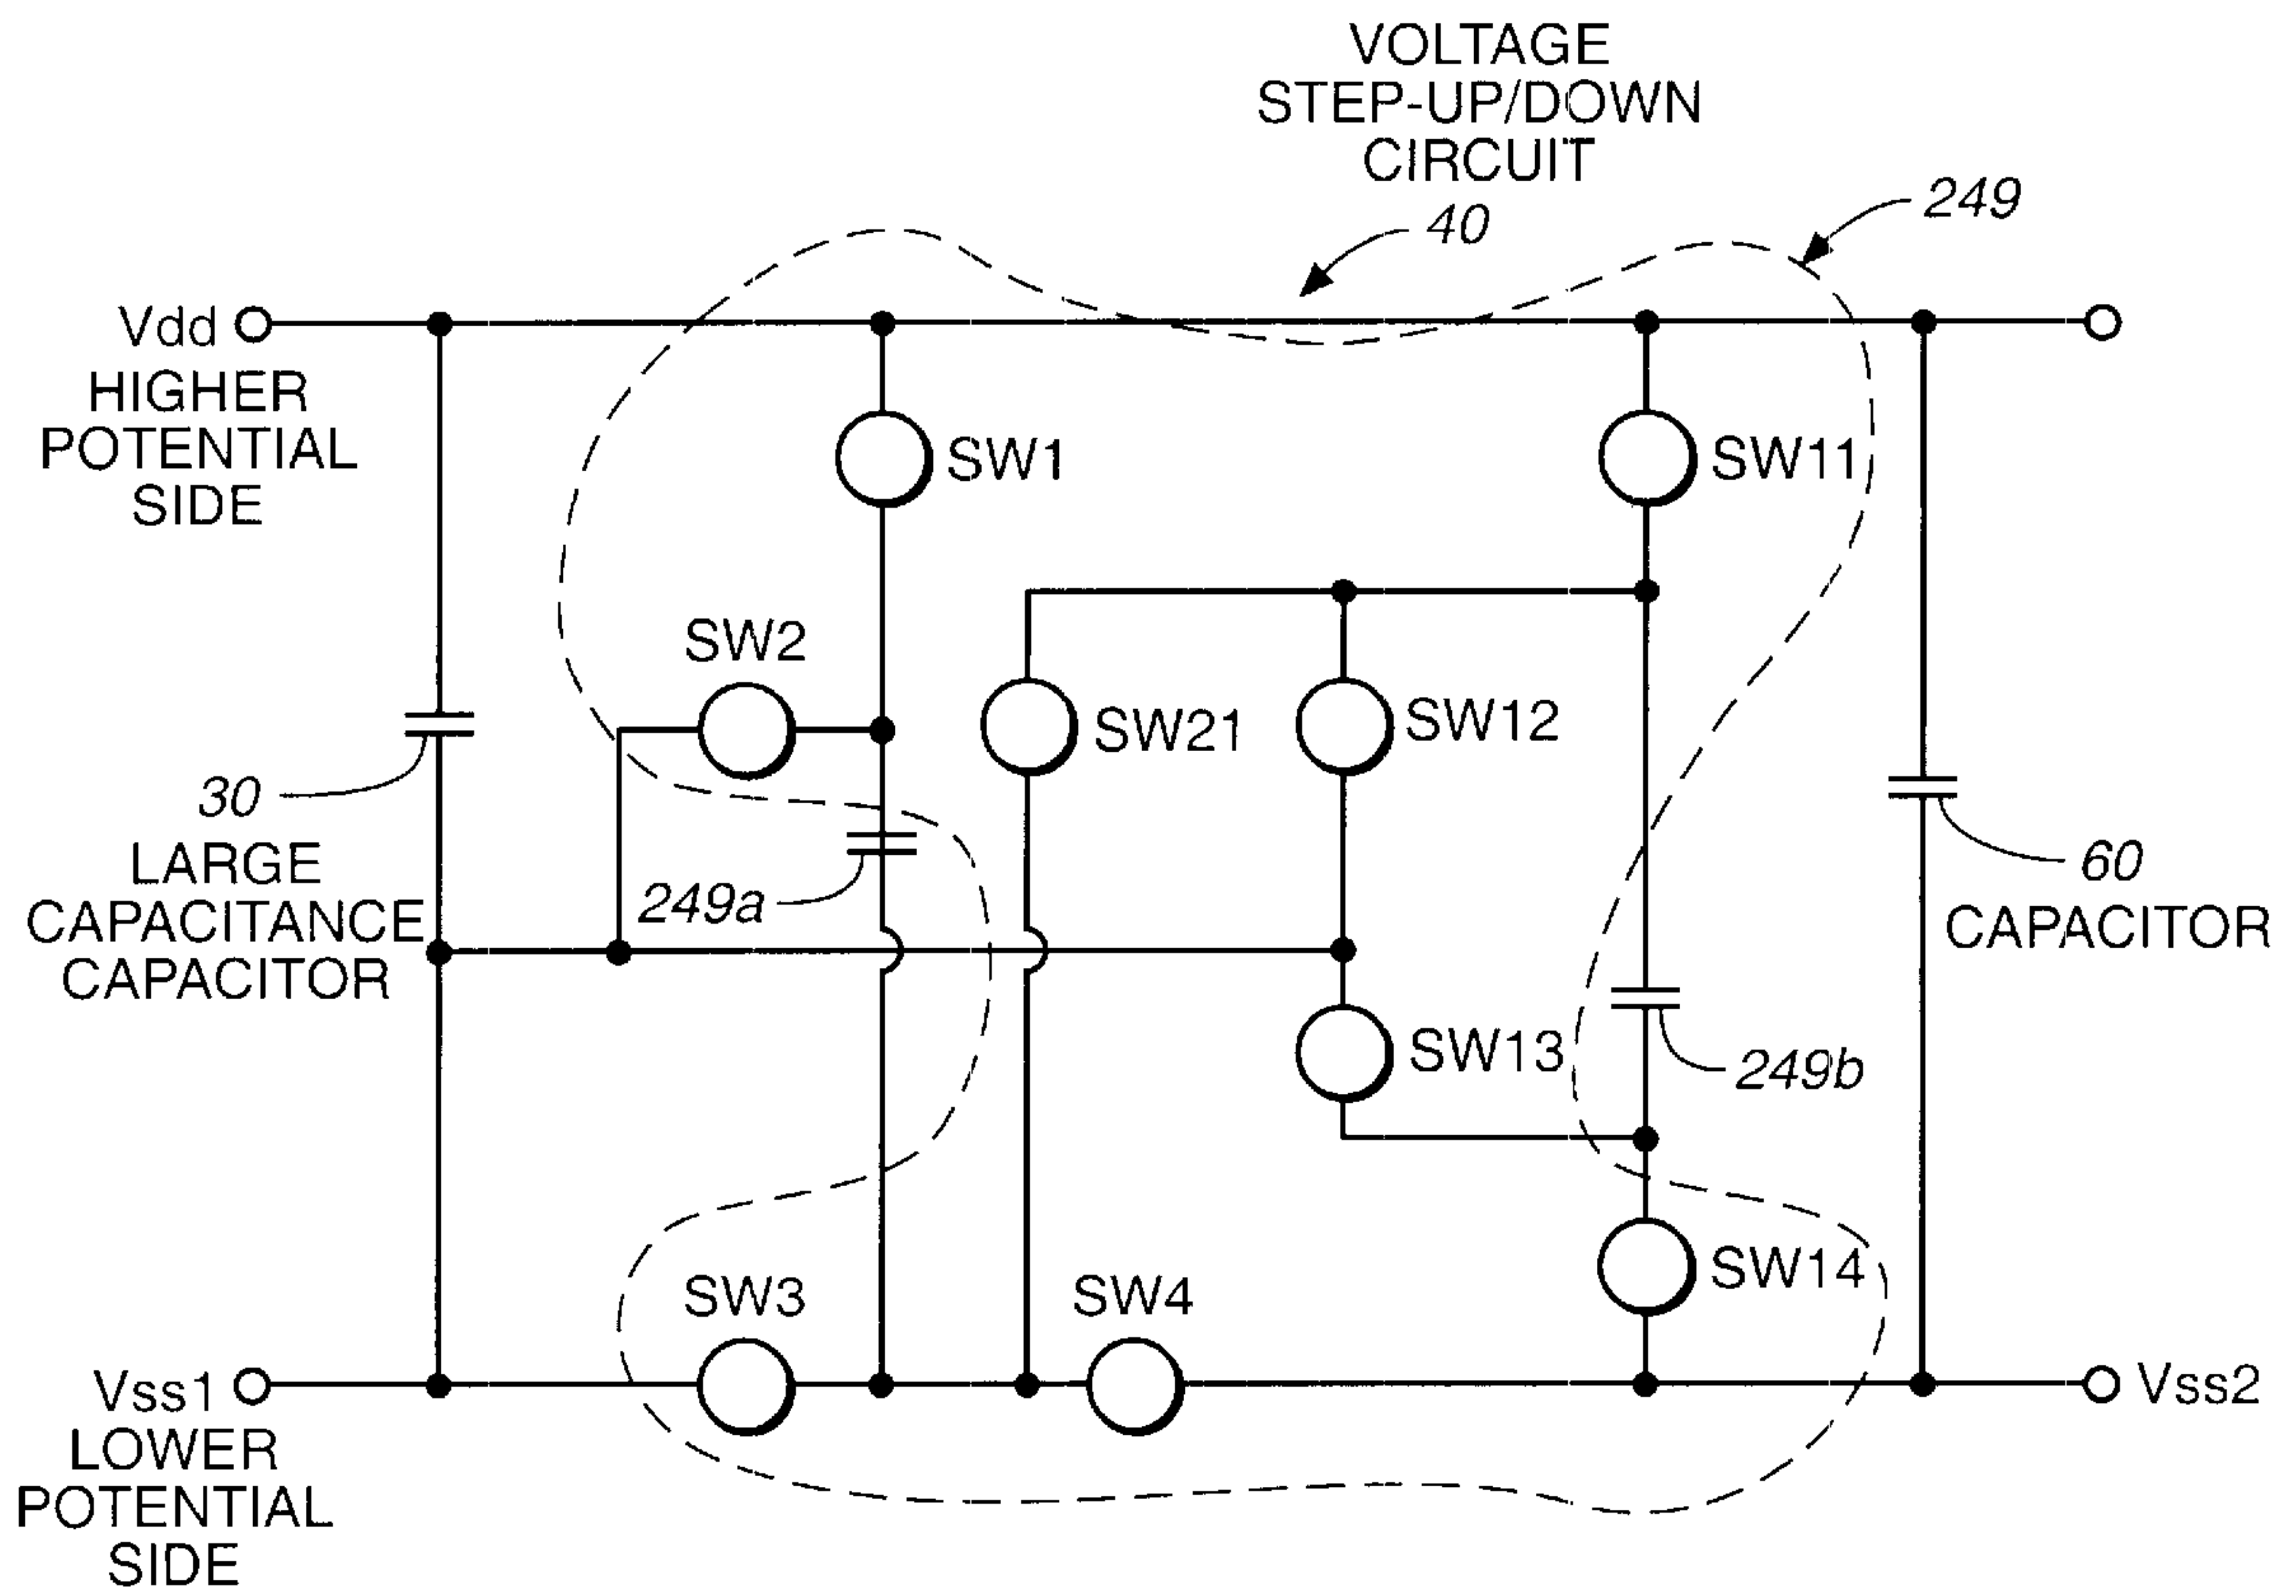 VOLTAGE
STEP-UP/DOWN
CIRCUIT
40
249
Vdd
HIGHER
POTENTIAL
SIDE
SW1
SW11
SW2
SW21
SW12
30
LARGE
CAPACITANCE
CAPACITOR
249a
60
CAPACITOR
SW13
249b
SW14
SW3
SW4
Vss1
LOWER
POTENTIAL
SIDE
Vss2